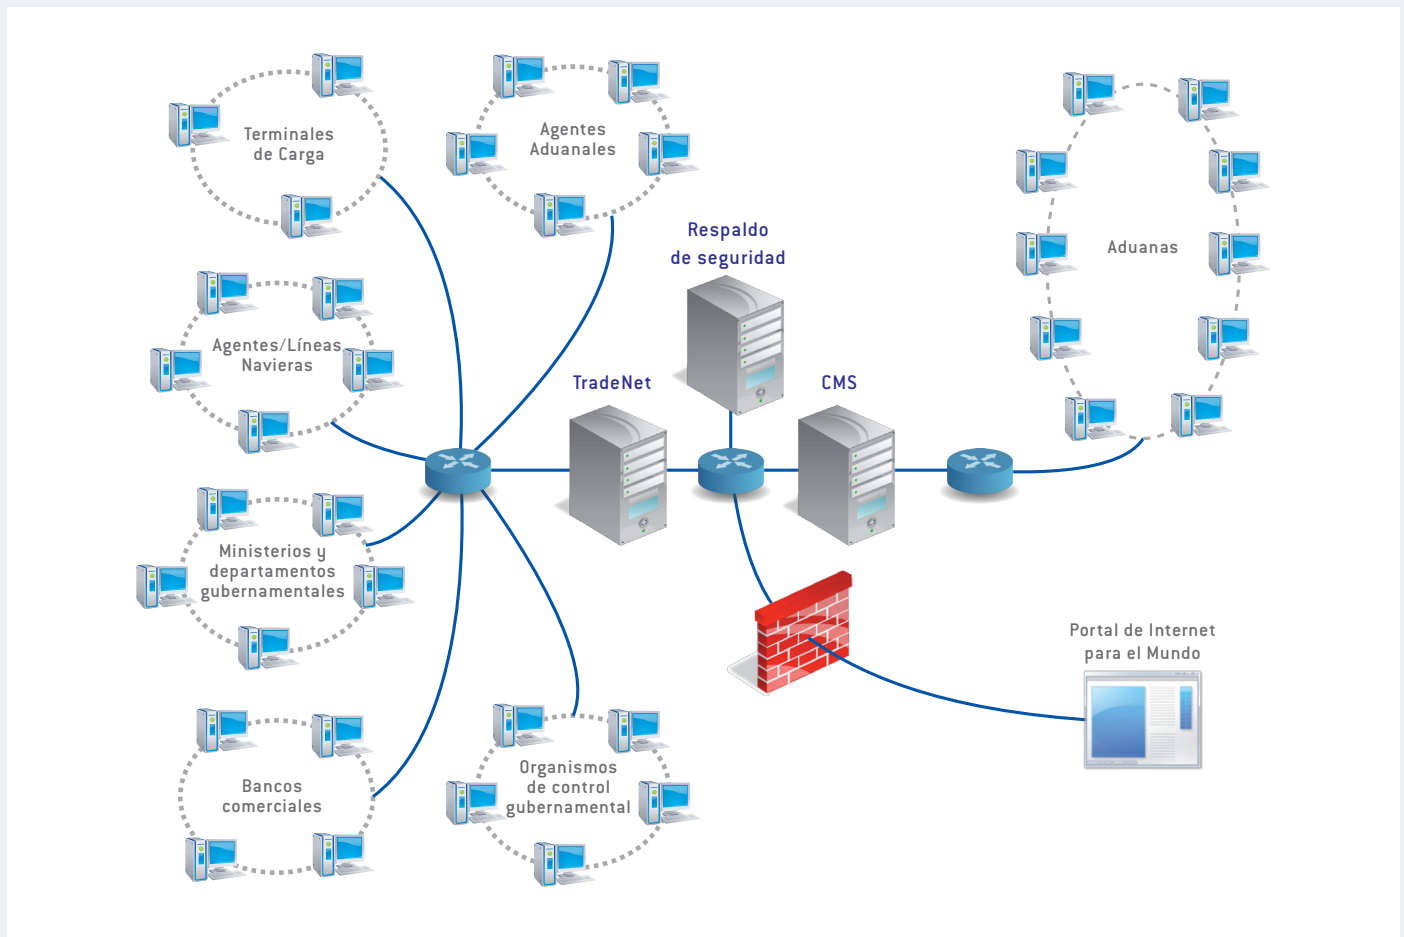 Terminales
de Carga
Agentes
Aduanales
Respaldo
de seguridad
Aduanas
Agentes/Líneas
Navieras
TradeNet
CMS
Ministerios y
departamentos
gubernamentales
Portal de Internet
para el Mundo
Bancos
comerciales
Organismos
de control
gubernamental